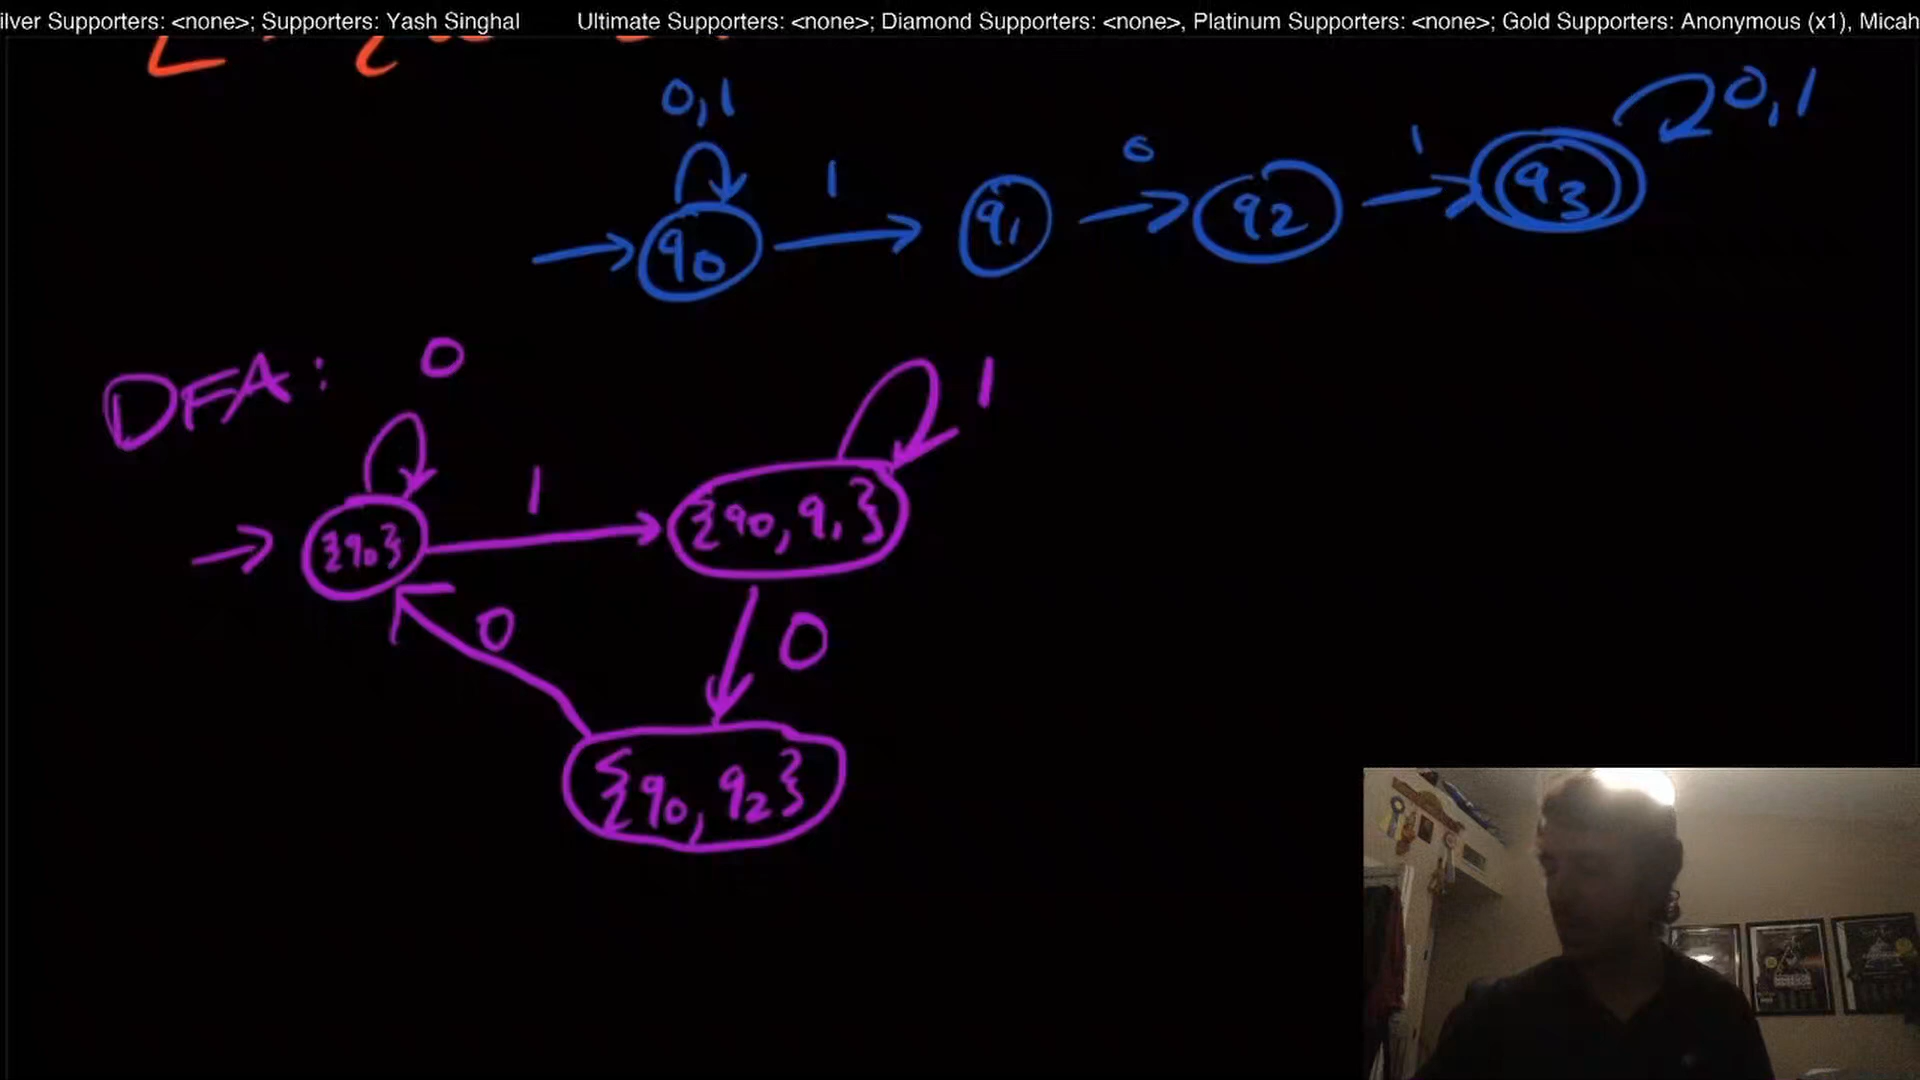 ilver Supporters: <none>; Supporters: Yash Singhal Ultimate Supporters: <none>; Diamond Supporters: <none>, Platinum Supporters: <none>; Gold Supporters: Anonymous (x1), Micah
0,1
0,1
1
0
1
q0
q1
q2
q3
DFA:
0
1
1
{q0}
{q0, q1}
0
0
{q0, q2}